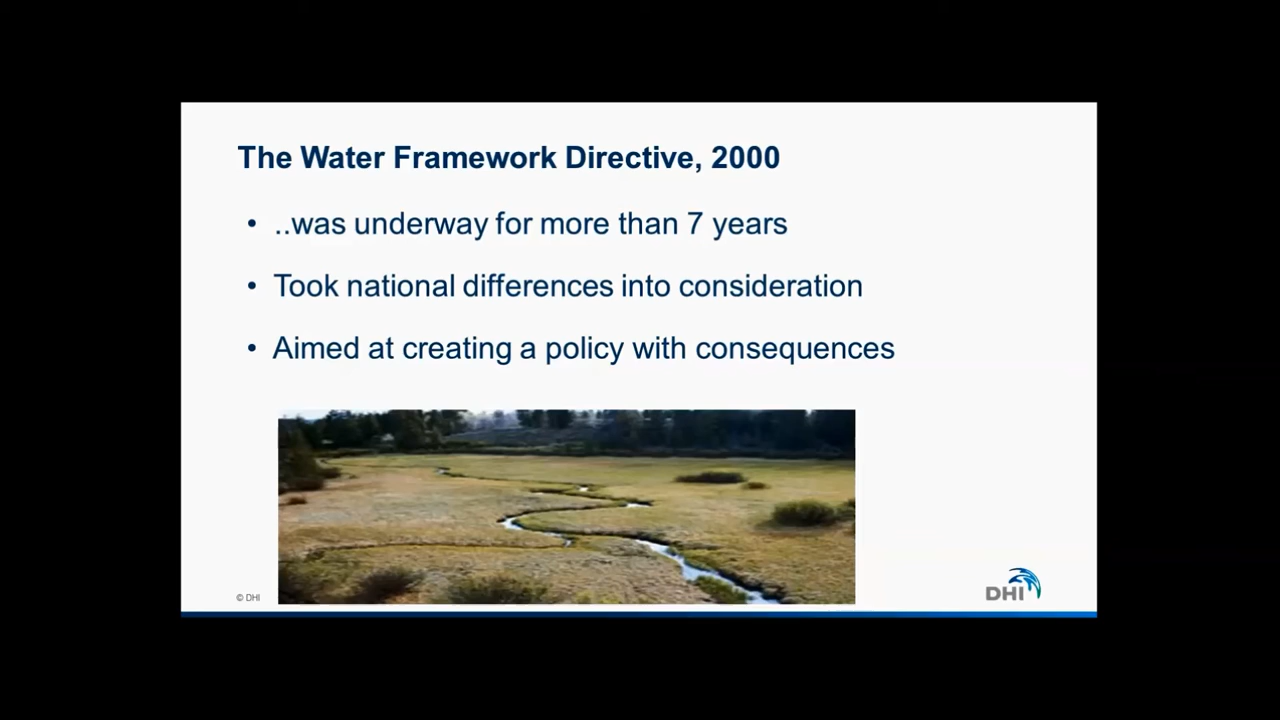 The Water Framework Directive, 2000
• ..was underway for more than 7 years
• Took national differences into consideration
• Aimed at creating a policy with consequences
© DHI
DHI